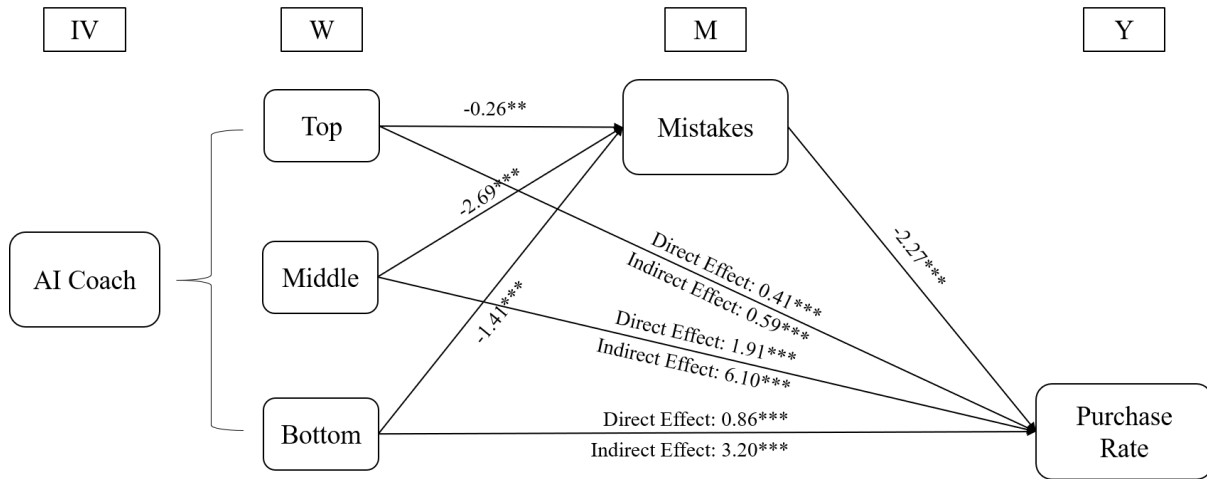 IV
W
M
Y
AI Coach
Top
Middle
Bottom
Mistakes
Purchase
Rate
-0.26**
-2.69***
-1.41***
-2.27***
Direct Effect: 0.41***
Indirect Effect: 0.59***
Direct Effect: 1.91***
Indirect Effect: 6.10***
Direct Effect: 0.86***
Indirect Effect: 3.20***